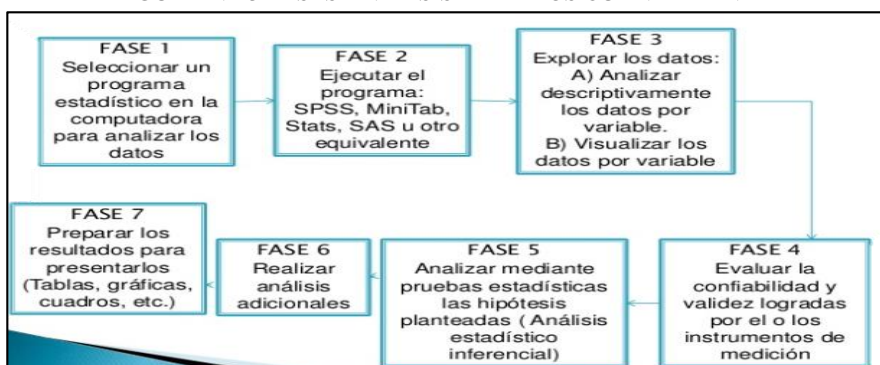 FASE 1
Seleccionar un
programa
estadístico en la
computadora
para analizar los
datos
FASE 2
Ejecutar el
programa:
SPSS, MiniTab,
Stats, SAS u otro
equivalente
FASE 3
Explorar los datos:
A) Analizar
descriptivamente
los datos por
variable.
B) Visualizar los
datos por variable
FASE 4
Evaluar la
confiabilidad y
validez logradas
por el o los
instrumentos de
medición
FASE 5
Analizar mediante
pruebas estadísticas
las hipótesis
planteadas ( Análisis
estadístico
inferencial)
FASE 6
Realizar
análisis
adicionales
FASE 7
Preparar los
resultados para
presentarlos
(Tablas, gráficas,
cuadros, etc.)